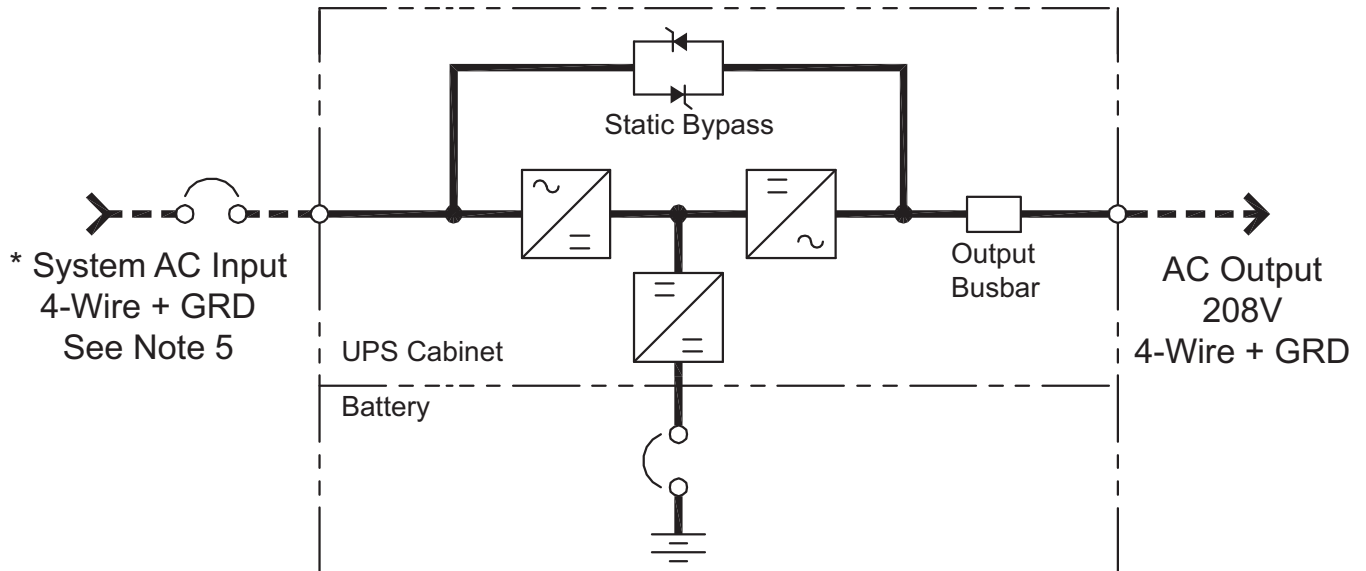 Static Bypass
* System AC Input
4-Wire + GRD
See Note 5
Output
Busbar
AC Output
208V
4-Wire + GRD
UPS Cabinet
Battery